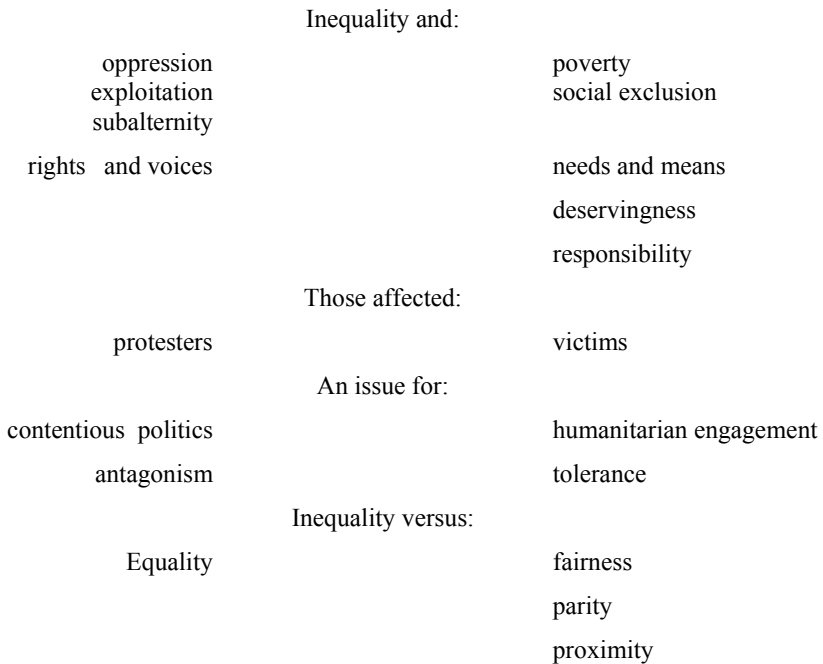 Inequality and:
oppression poverty
exploitation social exclusion
subalternity
rights and voices needs and means
deservingness
responsibility
Those affected:
protesters victims
An issue for:
contentious politics humanitarian engagement
antagonism tolerance
Inequality versus:
Equality fairness
parity
proximity